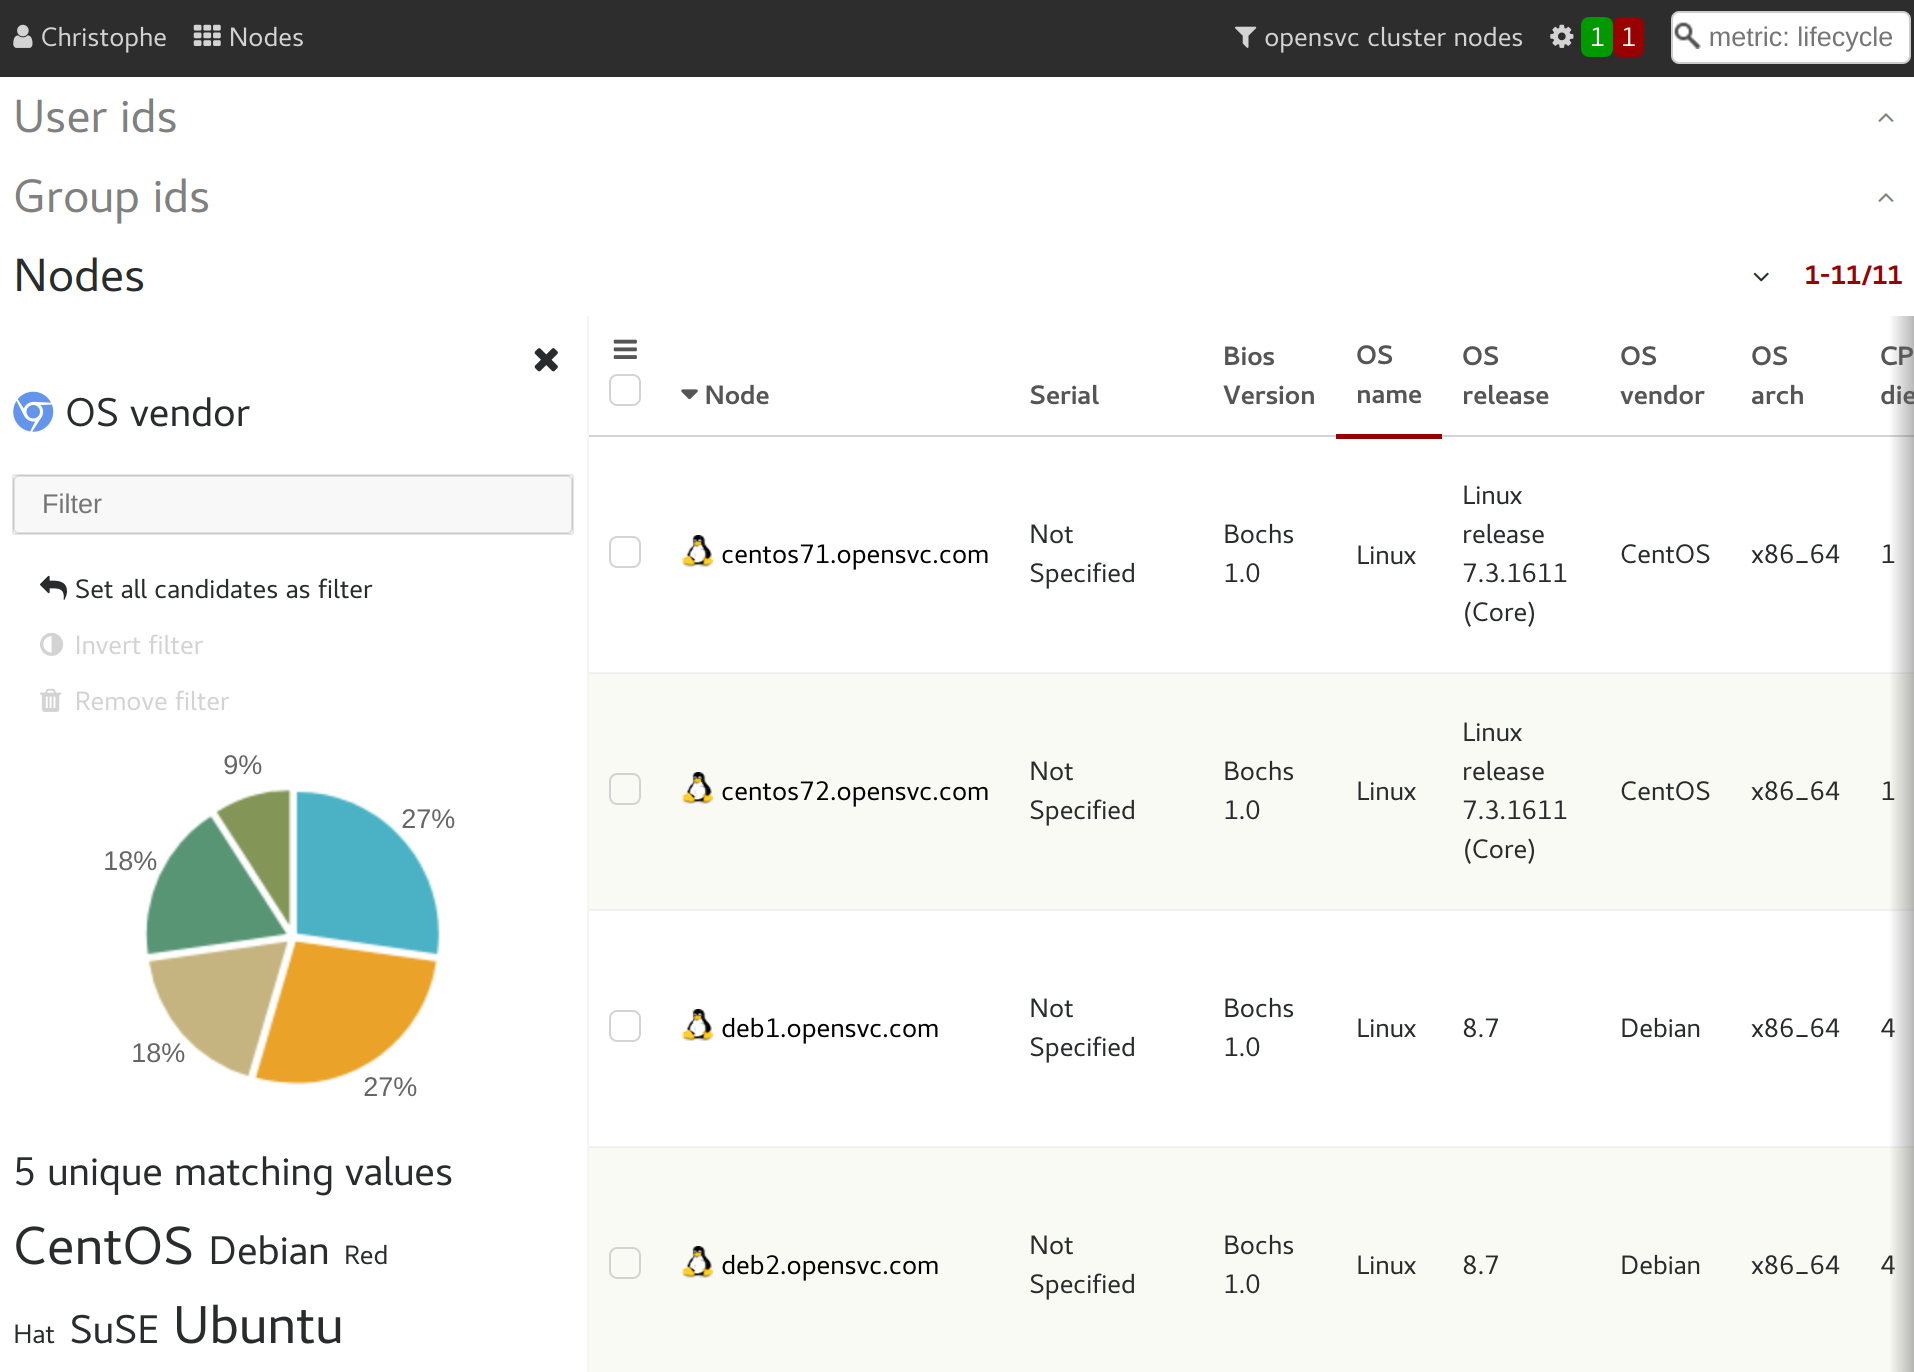 Christophe Nodes opensvc cluster nodes 1 1 metric: lifecycle
User ids
Group ids
Nodes 1-11/11
OS vendor
Filter
Set all candidates as filter
Invert filter
Remove filter
9%
27%
18%
18%
27%
5 unique matching values
CentOS Debian Red
Hat SuSE Ubuntu
Node Serial Bios Version OS name OS release OS vendor OS arch CP die
centos71.opensvc.com Not Specified Bochs 1.0 Linux Linux release 7.3.1611 (Core) CentOS x86_64 1
centos72.opensvc.com Not Specified Bochs 1.0 Linux Linux release 7.3.1611 (Core) CentOS x86_64 1
deb1.opensvc.com Not Specified Bochs 1.0 Linux 8.7 Debian x86_64 4
deb2.opensvc.com Not Specified Bochs 1.0 Linux 8.7 Debian x86_64 4